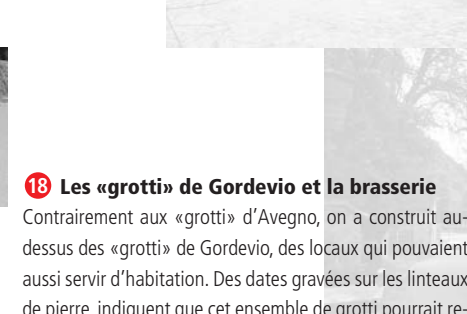 18 Les «grotti» de Gordevio et la brasserie
Contrairement aux «grotti» d'Avegno, on a construit au-
dessus des «grotti» de Gordevio, des locaux qui pouvaient
aussi servir d'habitation. Des dates gravées sur les linteaux
de pierre, indiquent que cet ensemble de grotti pourrait re-